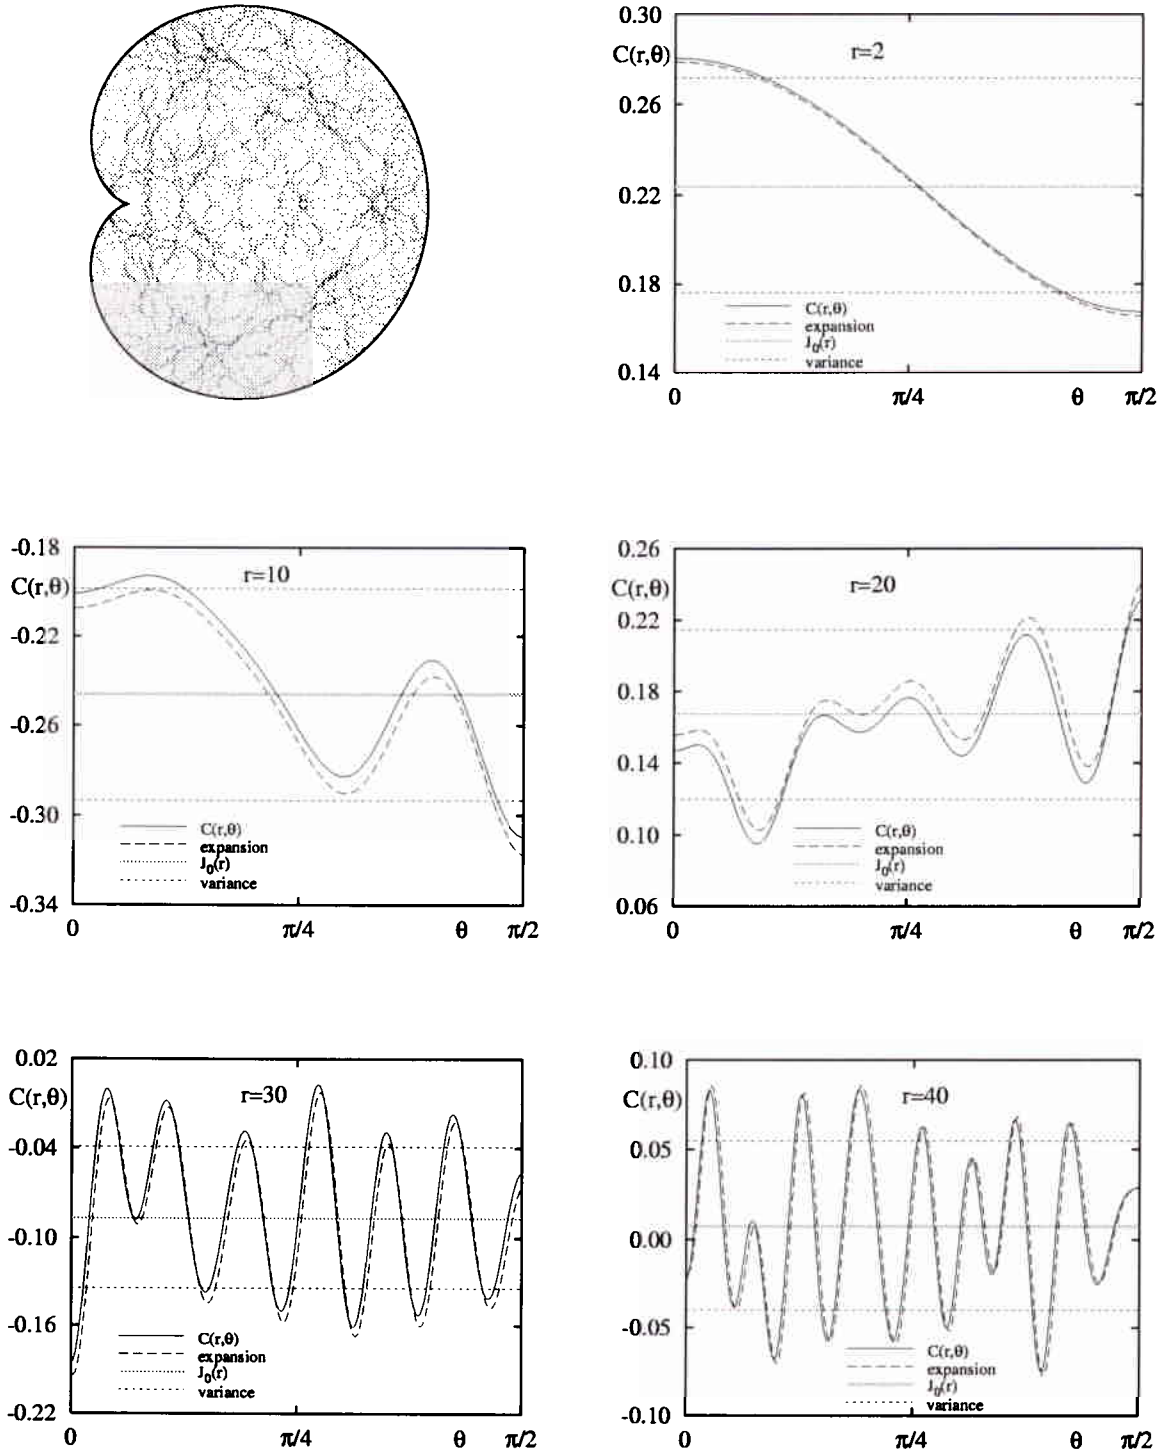 0.30
C(r,θ)
r=2
0.26
0.22
0.18
C(r,θ)
expansion
J0(r)
variance
0.14
0
π/4
θ
π/2
-0.18
C(r,θ)
r=10
-0.22
-0.26
-0.30
C(r,θ)
expansion
J0(r)
variance
-0.34
0
π/4
θ
π/2
0.26
C(r,θ)
r=20
0.22
0.18
0.14
0.10
C(r,θ)
expansion
J0(r)
variance
0.06
0
π/4
θ
π/2
0.02
C(r,θ)
r=30
-0.04
-0.10
-0.16
C(r,θ)
expansion
J0(r)
variance
-0.22
0
π/4
θ
π/2
0.10
C(r,θ)
r=40
0.05
0.00
-0.05
C(r,θ)
expansion
J0(r)
variance
-0.10
0
π/4
θ
π/2